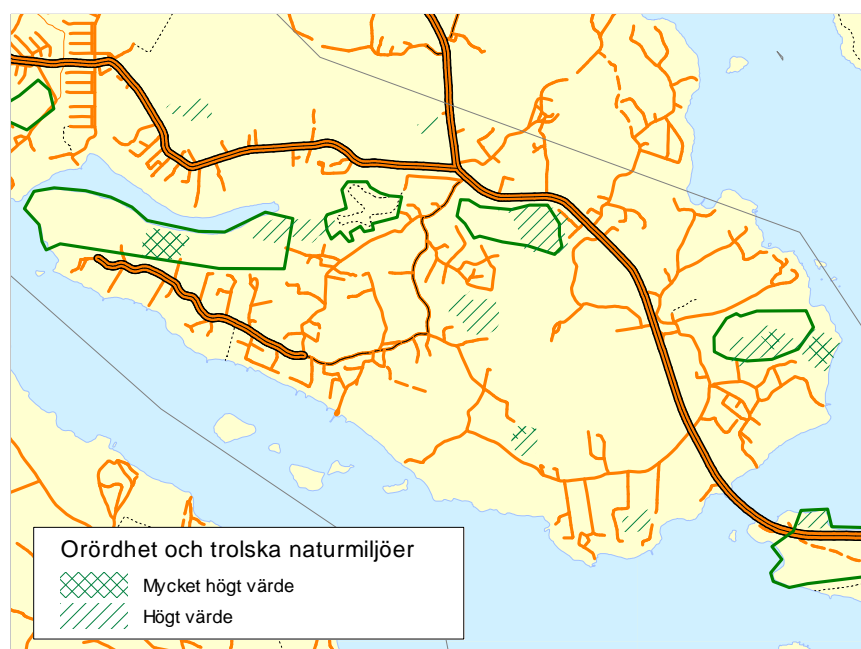 Orördhet och trolska naturmiljöer
Mycket högt värde
Högt värde